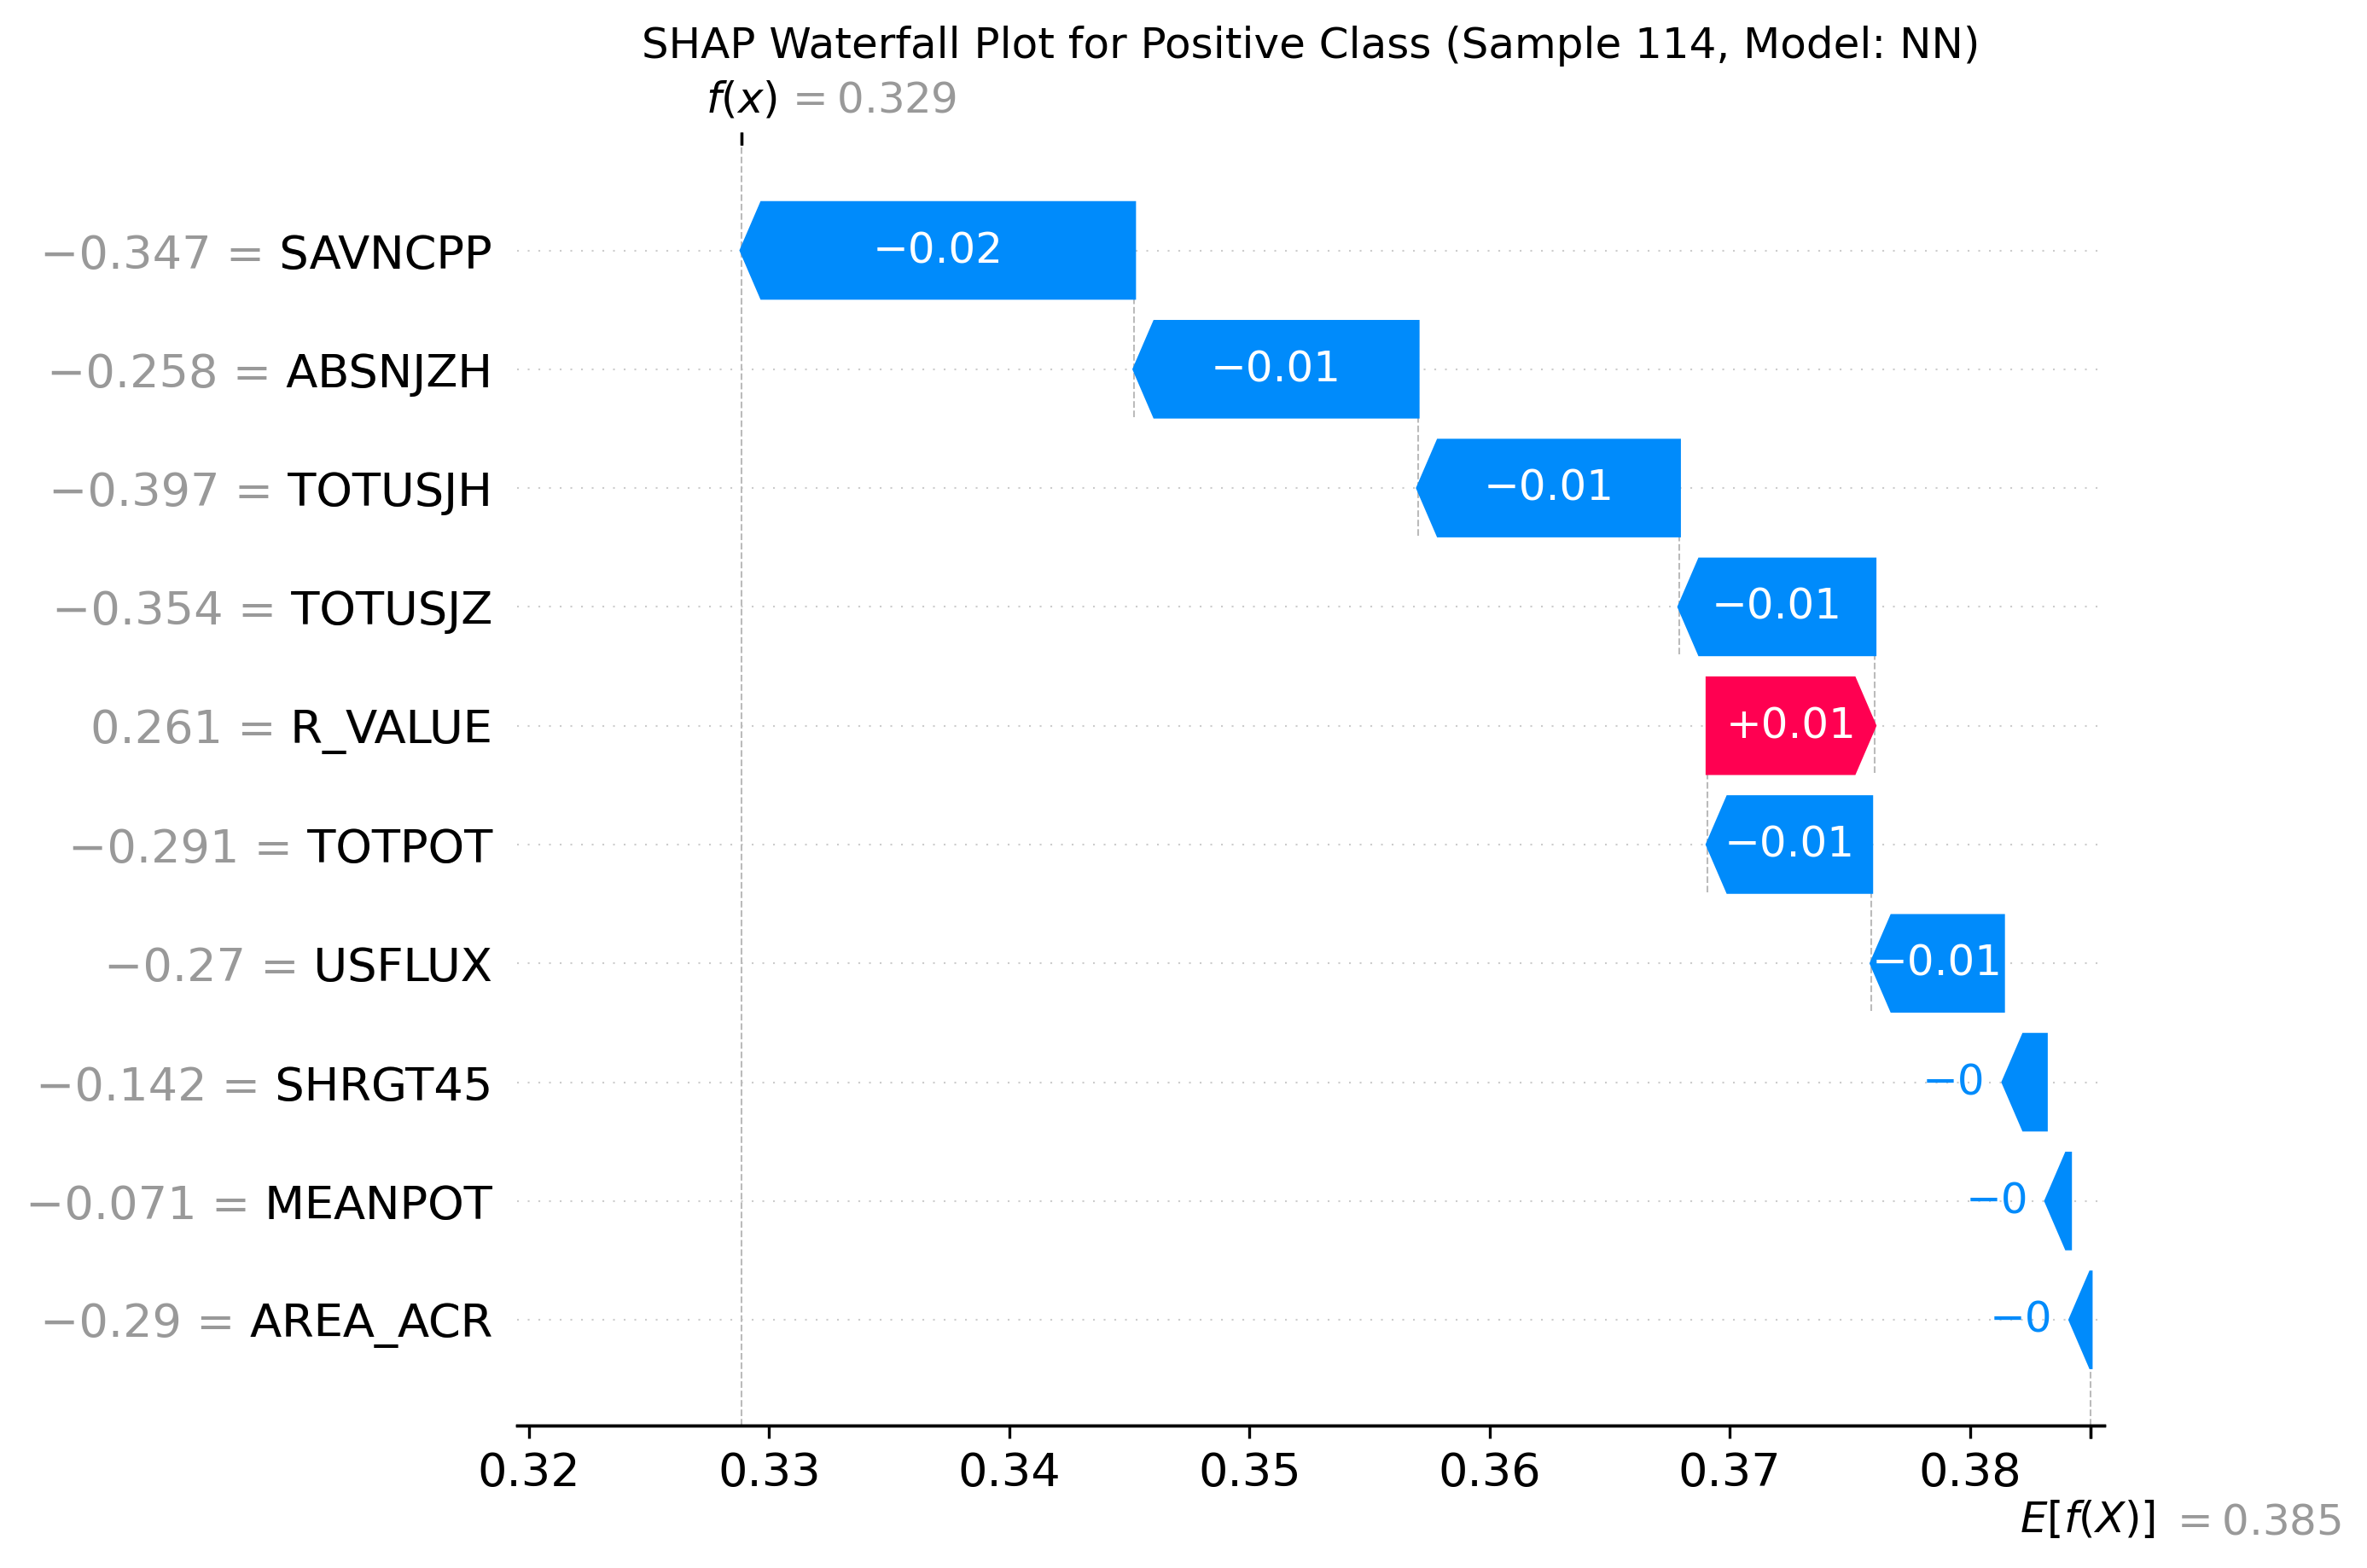 SHAP Waterfall Plot for Positive Class (Sample 114, Model: NN)
f(x) = 0.329
−0.347 = SAVNCPP −0.02
−0.258 = ABSNJZH −0.01
−0.397 = TOTUSJH −0.01
−0.354 = TOTUSJZ −0.01
0.261 = R_VALUE +0.01
−0.291 = TOTPOT −0.01
−0.27 = USFLUX −0.01
−0.142 = SHRGT45 −0
−0.071 = MEANPOT −0
−0.29 = AREA_ACR −0
0.32 0.33 0.34 0.35 0.36 0.37 0.38
E[f(X)] = 0.385